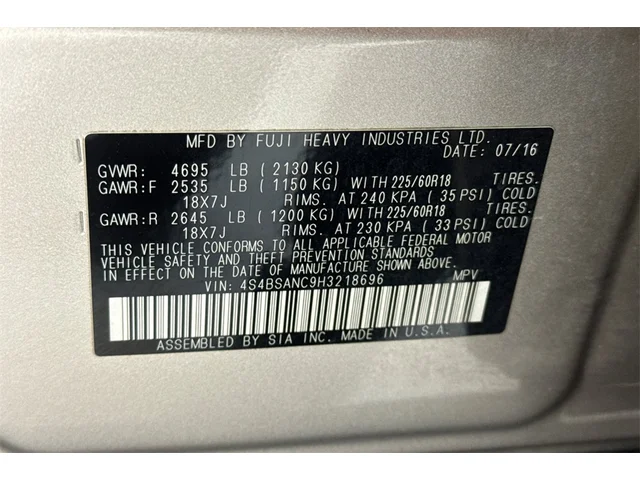 MFD BY FUJI HEAVY INDUSTRIES LTD.
DATE: 07/16
GVWR: 4695 LB ( 2130 KG)
GAWR:F 2535 LB ( 1150 KG) WITH 225/60R18 TIRES.
18X7J RIMS. AT 240 KPA ( 35 PSI) COLD
GAWR:R 2645 LB ( 1200 KG) WITH 225/60R18 TIRES.
18X7J RIMS. AT 230 KPA ( 33 PSI) COLD
THIS VEHICLE CONFORMS TO ALL APPLICABLE FEDERAL MOTOR
VEHICLE SAFETY AND THEFT PREVENTION STANDARDS
IN EFFECT ON THE DATE OF MANUFACTURE SHOWN ABOVE.
VIN: 4S4BSANC9H3218696 MPV
ASSEMBLED BY SIA INC. MADE IN U.S.A.